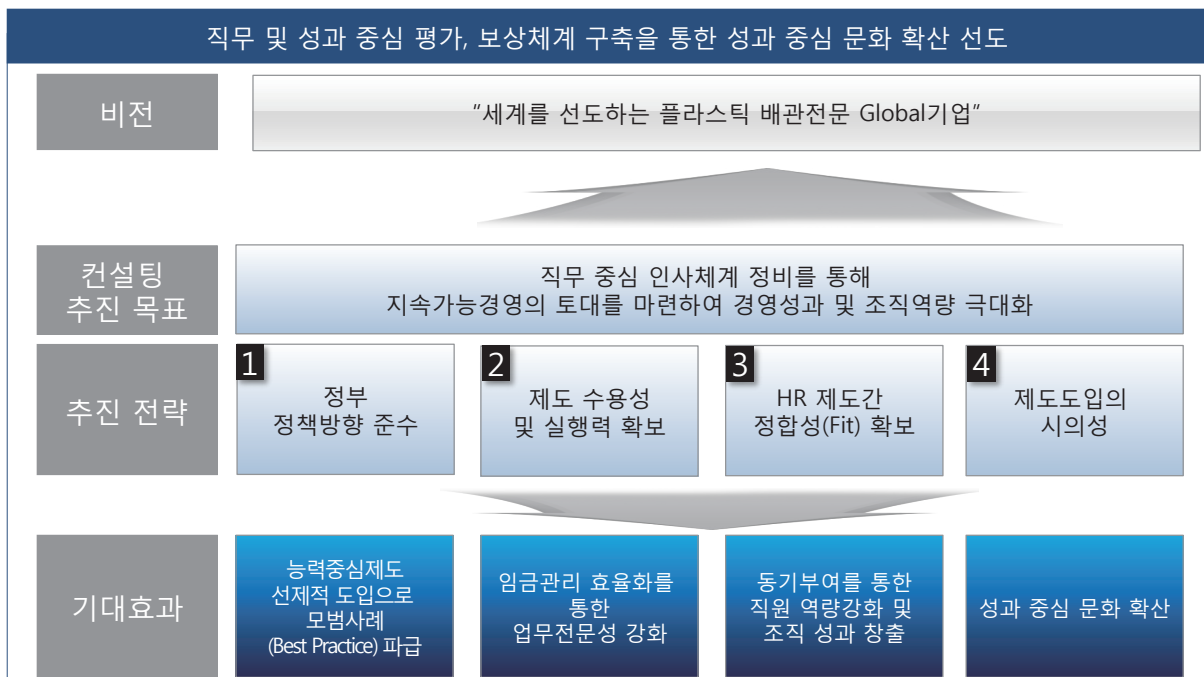 직무 및 성과 중심 평가, 보상체계 구축을 통한 성과 중심 문화 확산 선도
비전
“세계를 선도하는 플라스틱 배관전문 Global기업“
컨설팅
추진 목표
직무 중심 인사체계 정비를 통해
지속가능경영의 토대를 마련하여 경영성과 및 조직역량 극대화
추진 전략
1
정부
정책방향 준수
2
제도 수용성
및 실행력 확보
3
HR 제도간
정합성(Fit) 확보
4
제도도입의
시의성
기대효과
능력중심제도
선제적 도입으로
모범사례
(Best Practice) 파급
임금관리 효율화를
통한
업무전문성 강화
동기부여를 통한
직원 역량강화 및
조직 성과 창출
성과 중심 문화 확산